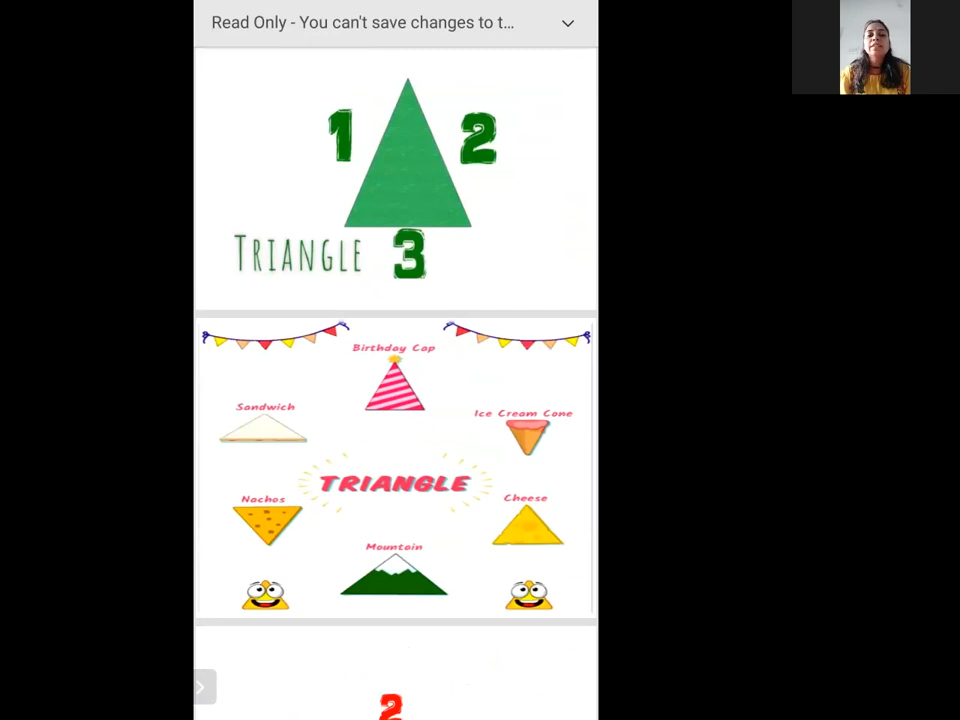 Read Only - You can't save changes to t...
1
2
TRIANGLE
3
Birthday Cap
Sandwich
Ice Cream Cone
TRIANGLE
Nachos
Cheese
Mountain
2